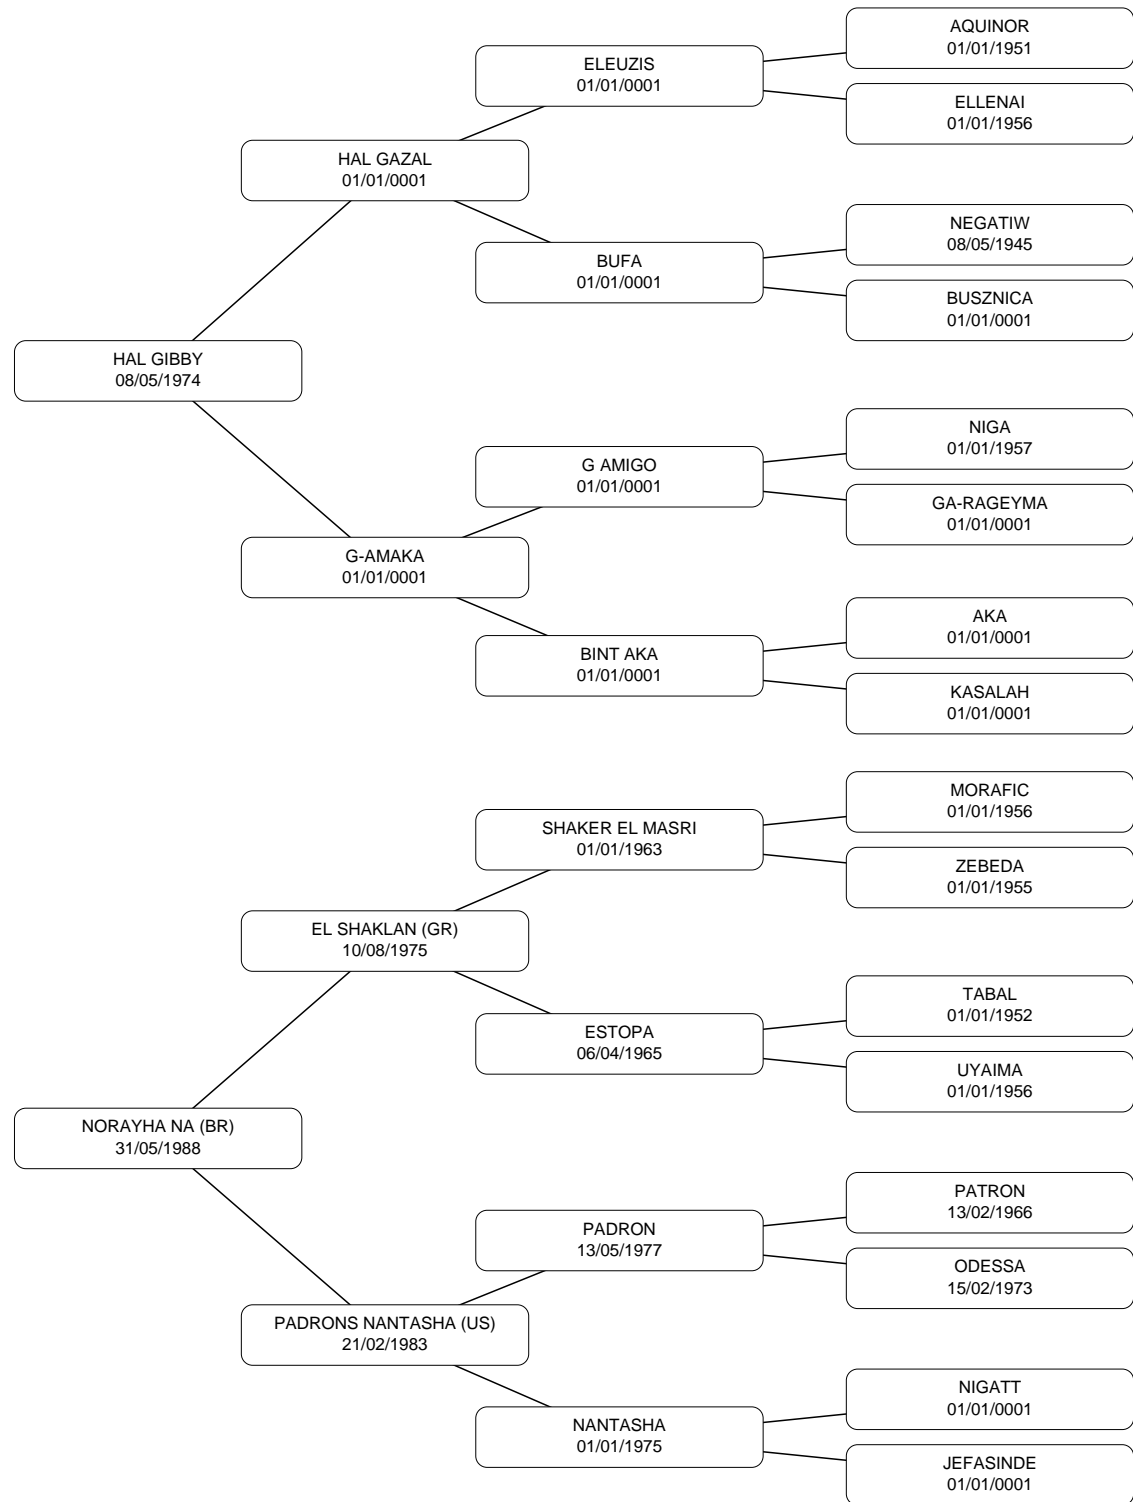 AQUINOR
01/01/1951
ELEUZIS
01/01/0001
ELLENAI
01/01/1956
HAL GAZAL
01/01/0001
NEGATIW
08/05/1945
BUFA
01/01/0001
BUSZNICA
01/01/0001
HAL GIBBY
08/05/1974
NIGA
01/01/1957
G AMIGO
01/01/0001
GA-RAGEYMA
01/01/0001
G-AMAKA
01/01/0001
AKA
01/01/0001
BINT AKA
01/01/0001
KASALAH
01/01/0001
MORAFIC
01/01/1956
SHAKER EL MASRI
01/01/1963
ZEBEDA
01/01/1955
EL SHAKLAN (GR)
10/08/1975
TABAL
01/01/1952
ESTOPA
06/04/1965
UYAIMA
01/01/1956
NORAYHA NA (BR)
31/05/1988
PATRON
13/02/1966
PADRON
13/05/1977
ODESSA
15/02/1973
PADRONS NANTASHA (US)
21/02/1983
NIGATT
01/01/0001
NANTASHA
01/01/1975
JEFASINDE
01/01/0001